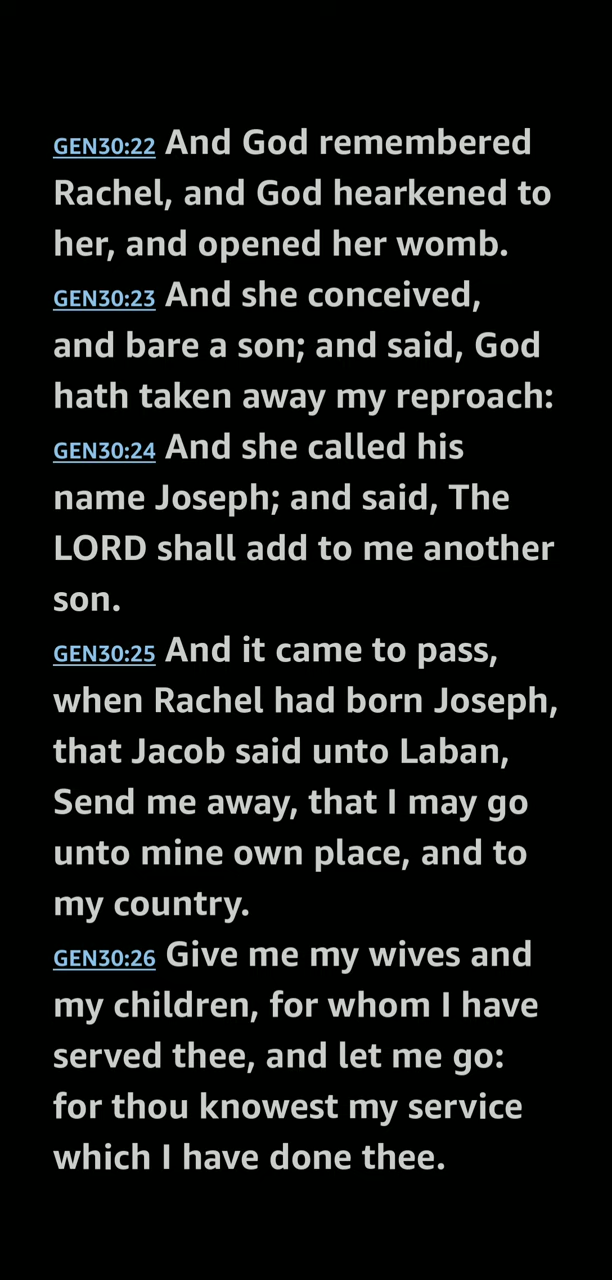 GEN30:22 And God remembered
Rachel, and God hearkened to
her, and opened her womb.
GEN30:23 And she conceived,
and bare a son; and said, God
hath taken away my reproach:
GEN30:24 And she called his
name Joseph; and said, The
LORD shall add to me another
son.
GEN30:25 And it came to pass,
when Rachel had born Joseph,
that Jacob said unto Laban,
Send me away, that I may go
unto mine own place, and to
my country.
GEN30:26 Give me my wives and
my children, for whom I have
served thee, and let me go:
for thou knowest my service
which I have done thee.